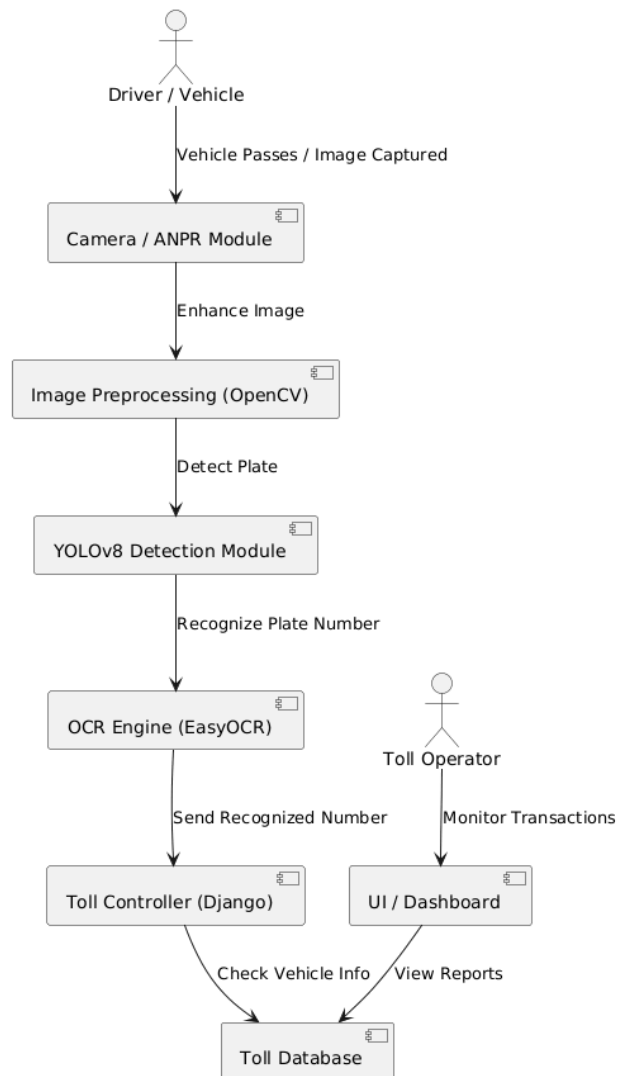 Driver / Vehicle
Vehicle Passes / Image Captured
Camera / ANPR Module
Enhance Image
Image Preprocessing (OpenCV)
Detect Plate
YOLOv8 Detection Module
Recognize Plate Number
OCR Engine (EasyOCR)
Toll Operator
Send Recognized Number
Monitor Transactions
Toll Controller (Django)
UI / Dashboard
Check Vehicle Info
View Reports
Toll Database